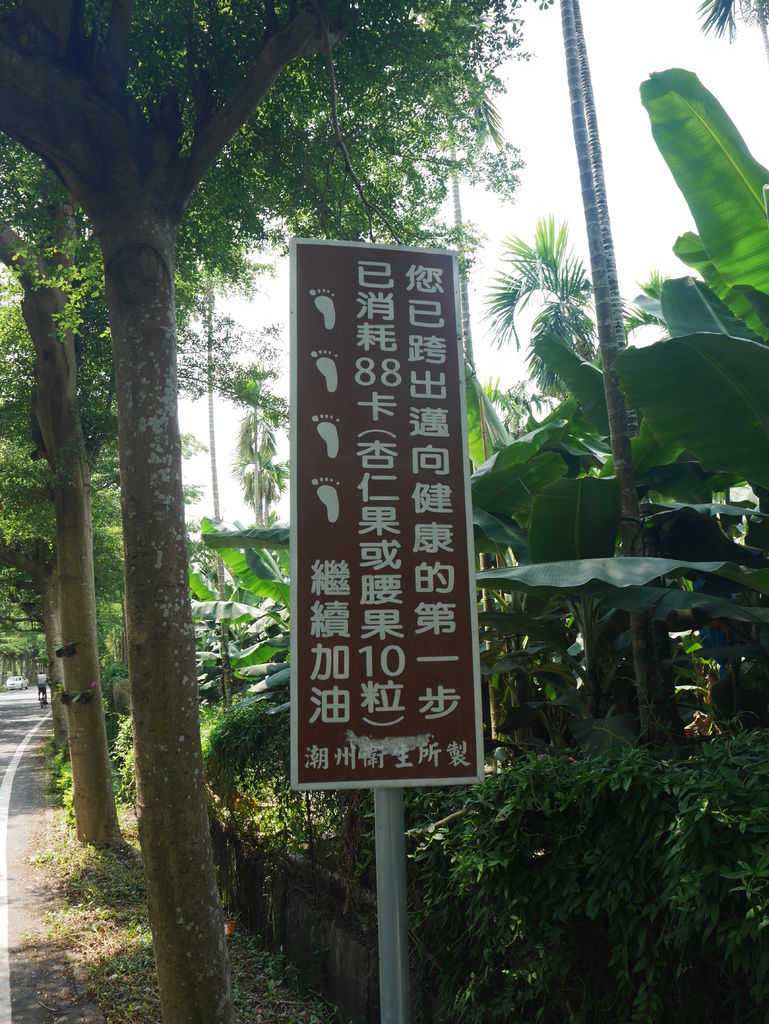 您已跨出邁向健康的第一步
已消耗88卡(杏仁果或腰果10粒)
繼續加油
潮州衛生所製